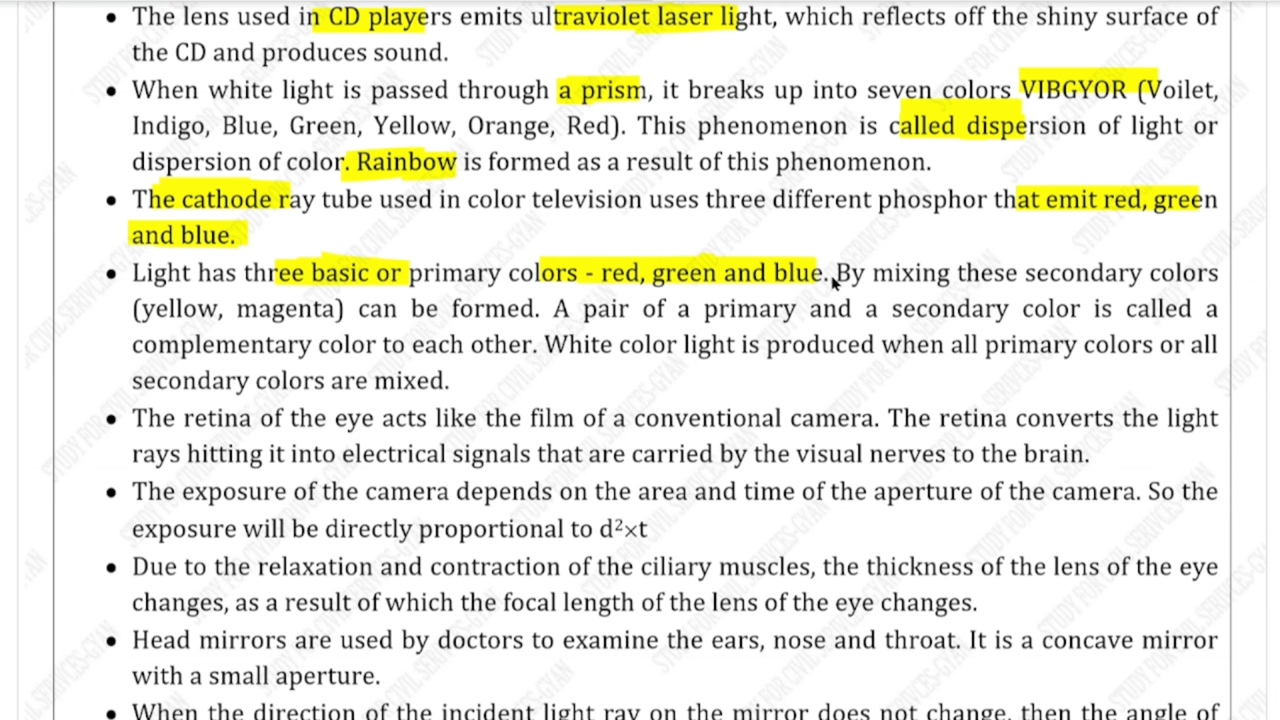 • The lens used in CD players emits ultraviolet laser light, which reflects off the shiny surface of
the CD and produces sound.
• When white light is passed through a prism, it breaks up into seven colors VIBGYOR (Voilet,
Indigo, Blue, Green, Yellow, Orange, Red). This phenomenon is called dispersion of light or
dispersion of color. Rainbow is formed as a result of this phenomenon.
• The cathode ray tube used in color television uses three different phosphor that emit red, green
and blue.
• Light has three basic or primary colors - red, green and blue. By mixing these secondary colors
(yellow, magenta) can be formed. A pair of a primary and a secondary color is called a
complementary color to each other. White color light is produced when all primary colors or all
secondary colors are mixed.
• The retina of the eye acts like the film of a conventional camera. The retina converts the light
rays hitting it into electrical signals that are carried by the visual nerves to the brain.
• The exposure of the camera depends on the area and time of the aperture of the camera. So the
exposure will be directly proportional to d²×t
• Due to the relaxation and contraction of the ciliary muscles, the thickness of the lens of the eye
changes, as a result of which the focal length of the lens of the eye changes.
• Head mirrors are used by doctors to examine the ears, nose and throat. It is a concave mirror
with a small aperture.
• When the direction of the incident light ray on the mirror does not change, then the angle of